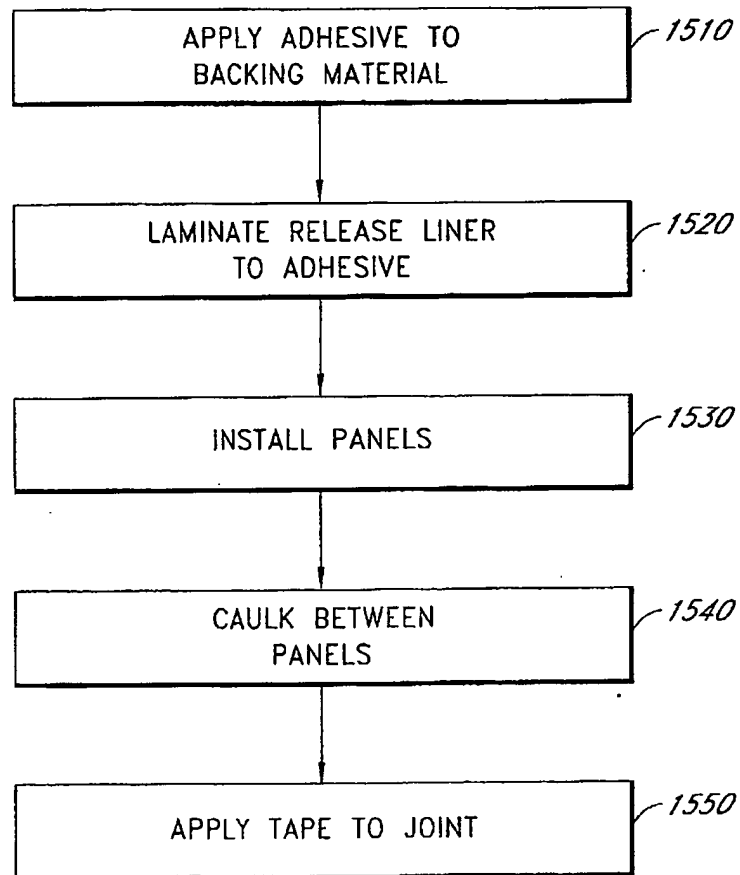 APPLY ADHESIVE TO
BACKING MATERIAL
1510
LAMINATE RELEASE LINER
TO ADHESIVE
1520
INSTALL PANELS
1530
CAULK BETWEEN
PANELS
1540
APPLY TAPE TO JOINT
1550